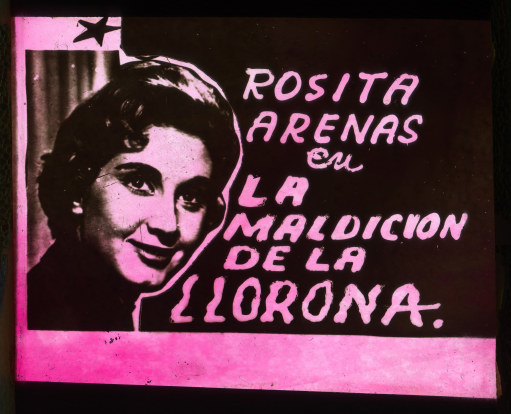 ROSITA
ARENAS
en
LA
MALDICION
DE LA
LLORONA.